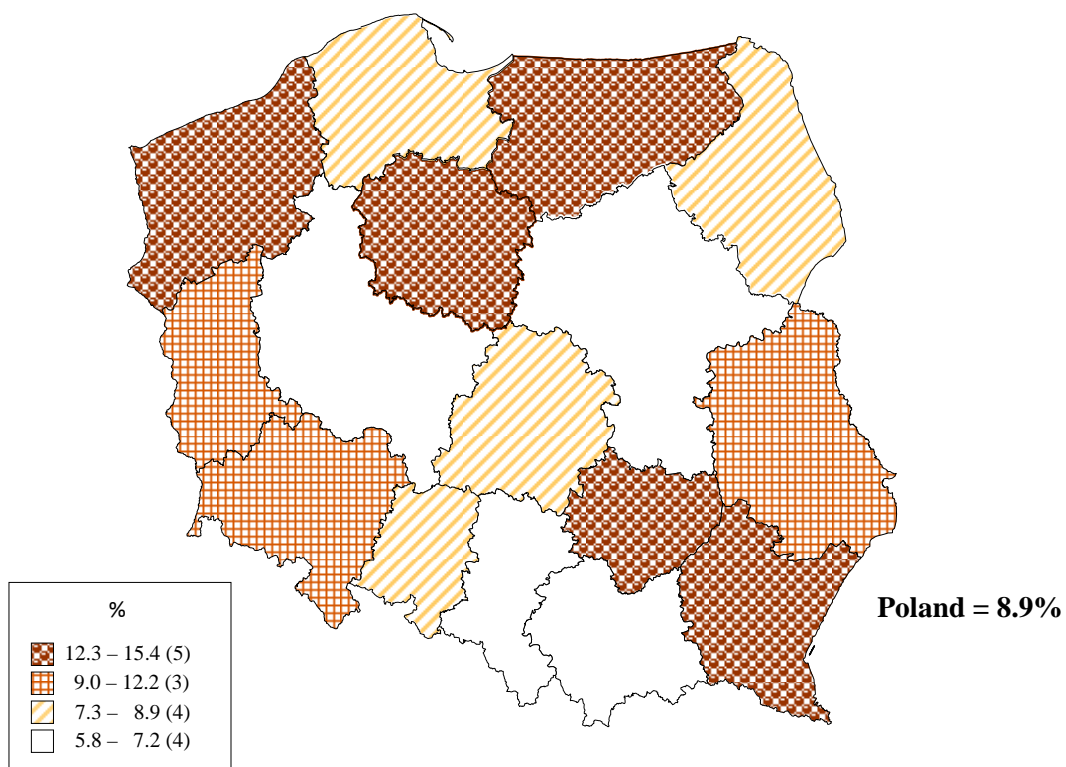 Poland = 8.9%
%
12.3 – 15.4 (5)
9.0 – 12.2 (3)
7.3 – 8.9 (4)
5.8 – 7.2 (4)